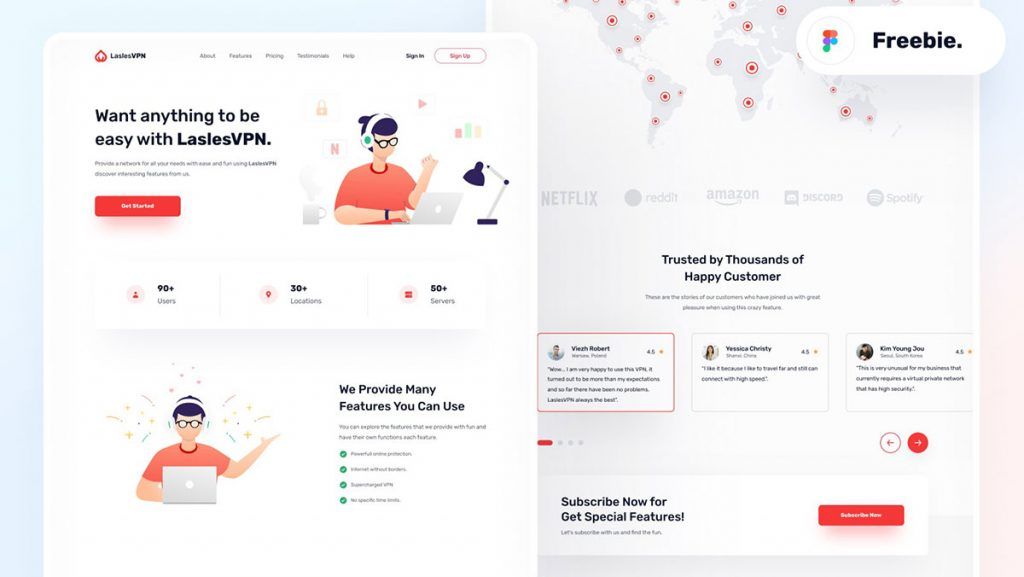 LaslesVPN
About
Features
Pricing
Testimonials
Help
Sign In
Sign Up
Want anything to be
easy with LaslesVPN.
Provide a network for all your needs with ease and fun using LaslesVPN
discover interesting features from us.
Get Started
N
90+
Users
30+
Locations
50+
Servers
We Provide Many
Features You Can Use
You can explore the features that we provide with fun and
have their own functions each feature.
Powerfull online protection.
Internet without borders.
Supercharged VPN
No specific time limits.
Freebie.
NETFLIX
reddit
amazon
DISCORD
Spotify
Trusted by Thousands of
Happy Customer
These are the stories of our customers who have joined us with great
pleasure when using this crazy feature.
Viezh Robert
Warsaw, Poland
4.5
"Wow... I am very happy to use this VPN, it
turned out to be more than my expectations
and so far there have been no problems.
LaslesVPN always the best".
Yessica Christy
Shanxi, China
4.5
"I like it because I like to travel far and still can
connect with high speed.".
Kim Young Jou
Seoul, South Korea
4.5
"This is very unusual for my business that
currently requires a virtual private network
that has high security.".
Subscribe Now for
Get Special Features!
Let's subscribe with us and find the fun.
Subscribe Now